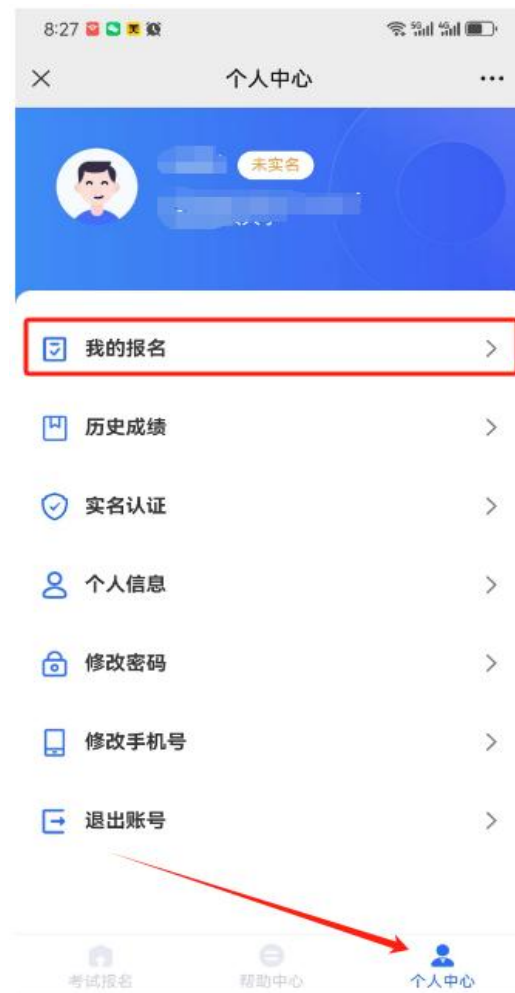 8:27
5G 4G
个人中心
未实名
我的报名
历史成绩
实名认证
个人信息
修改密码
修改手机号
退出账号
考试报名
帮助中心
个人中心